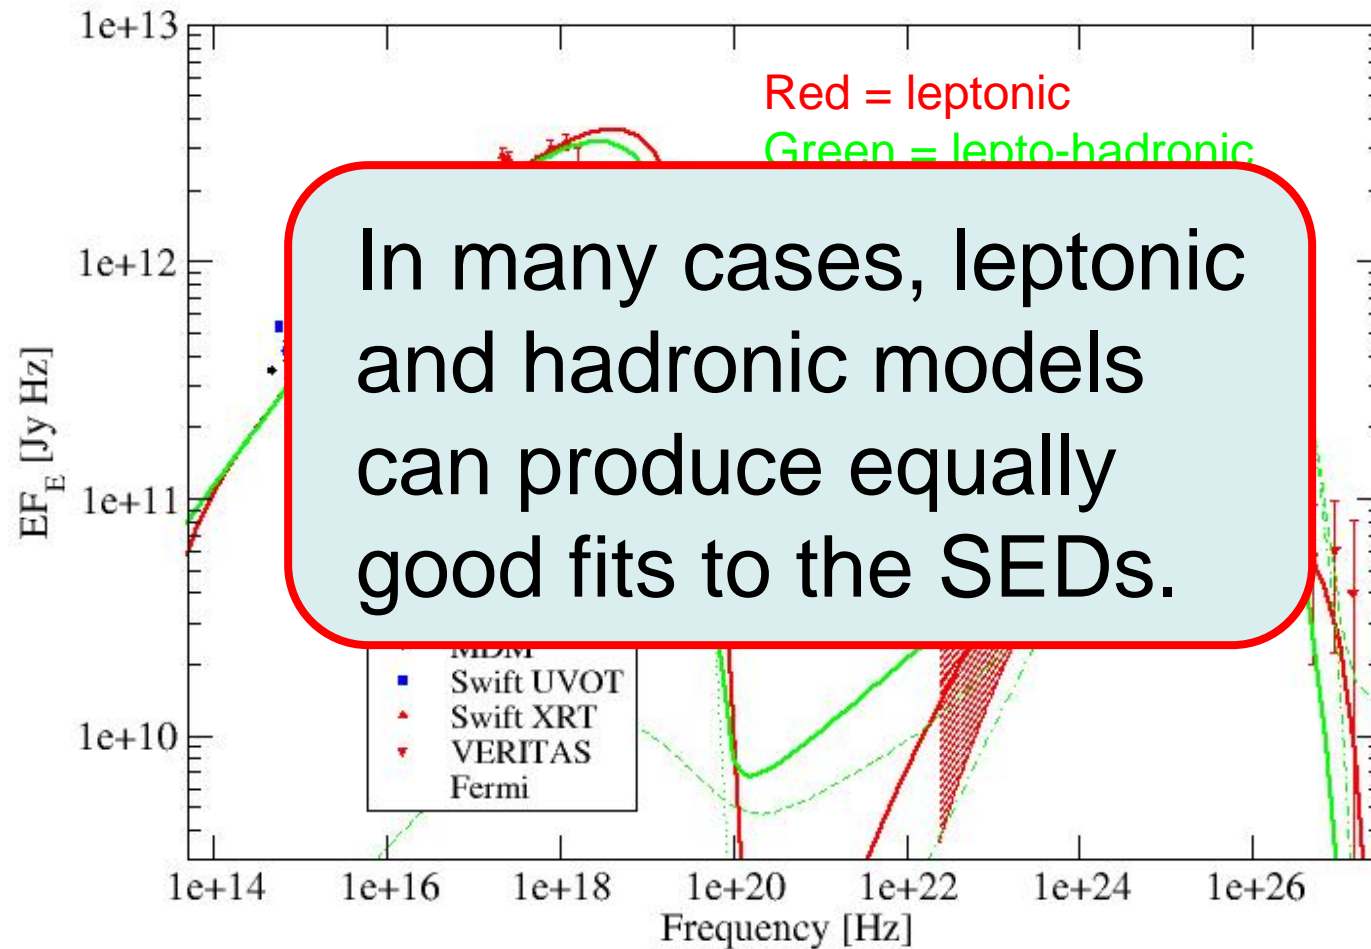 1e+13
Red = leptonic
Green = lepto-hadronic
In many cases, leptonic
and hadronic models
can produce equally
good fits to the SEDs.
1e+12
1e+11
1e+10
EF_E [Jy Hz]
MDM
Swift UVOT
Swift XRT
VERITAS
Fermi
1e+14 1e+16 1e+18 1e+20 1e+22 1e+24 1e+26
Frequency [Hz]